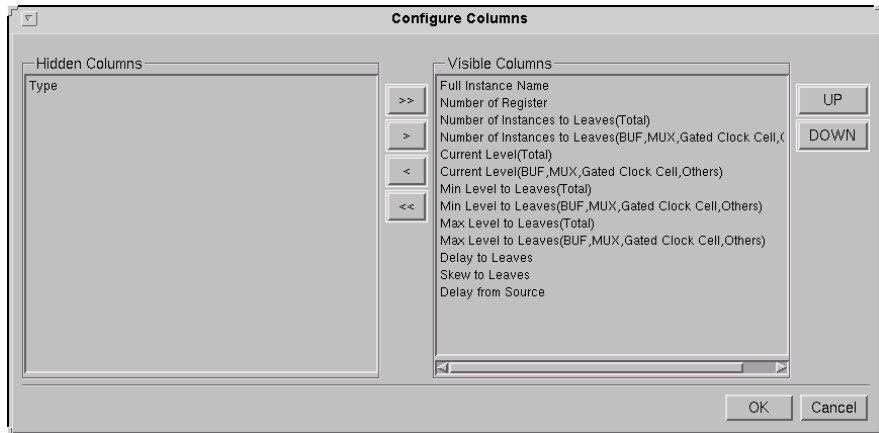 Configure Columns
Hidden Columns
Type
>>
>
<
<<
Visible Columns
Full Instance Name
Number of Register
Number of Instances to Leaves(Total)
Number of Instances to Leaves(BUF,MUX,Gated Clock Cell,
Current Level(Total)
Current Level(BUF,MUX,Gated Clock Cell,Others)
Min Level to Leaves(Total)
Min Level to Leaves(BUF,MUX,Gated Clock Cell,Others)
Max Level to Leaves(Total)
Max Level to Leaves(BUF,MUX,Gated Clock Cell,Others)
Delay to Leaves
Skew to Leaves
Delay from Source
UP
DOWN
OK
Cancel